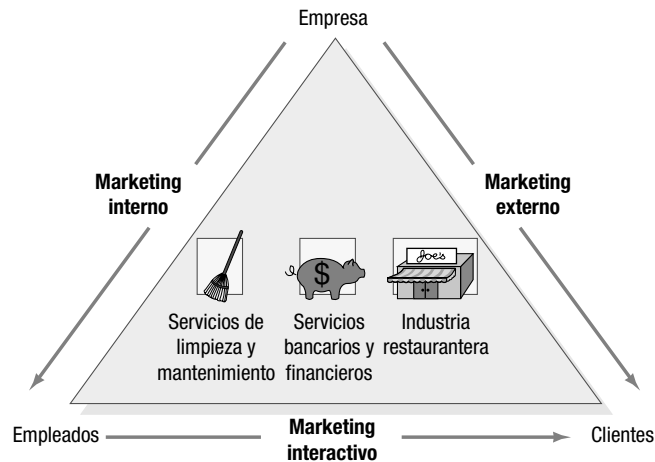 Empresa
Marketing
interno
Marketing
externo
Joe's
$
Servicios de
limpieza y
mantenimiento
Servicios
bancarios y
financieros
Industria
restaurantera
Empleados
Marketing
interactivo
Clientes